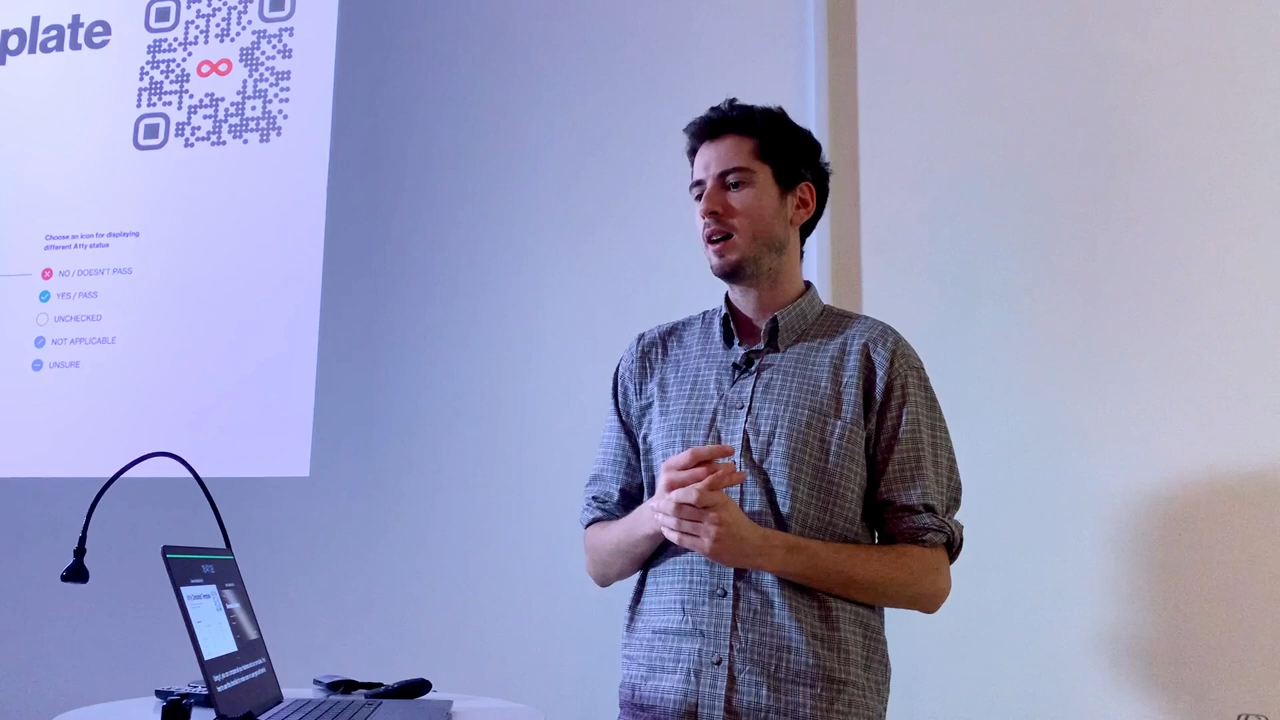 plate
Choose an icon for displaying
different A11y status
NO / DOESN'T PASS
YES / PASS
UNCHECKED
NOT APPLICABLE
UNSURE